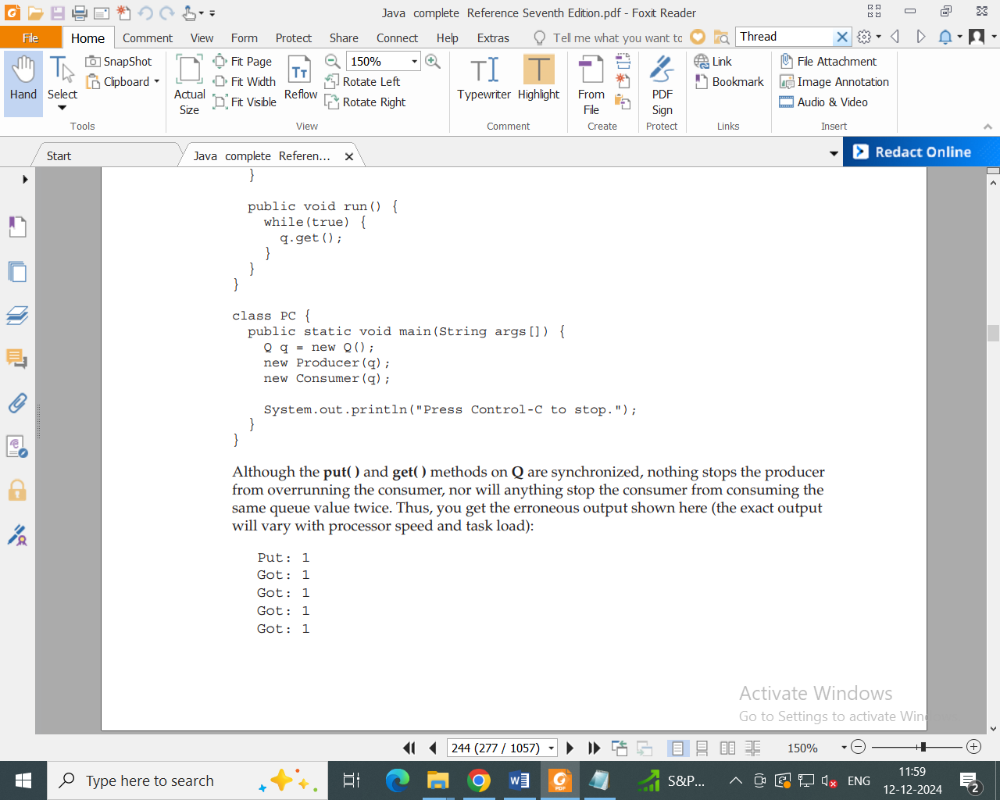 Java complete Reference Seventh Edition.pdf - Foxit Reader
File Home Comment View Form Protect Share Connect Help Extras Tell me what you want to Thread
Hand
Select
SnapShot
Clipboard
Tools
Actual Size
Fit Page
Fit Width
Fit Visible
Reflow
150%
Rotate Left
Rotate Right
View
Typewriter
Highlight
Comment
From File
Create
PDF Sign
Protect
Link
Bookmark
Links
File Attachment
Image Annotation
Audio & Video
Insert
Start
Java complete Referen...
Redact Online
}
public void run() {
while(true) {
q.get();
}
}
}
class PC {
public static void main(String args[]) {
Q q = new Q();
new Producer(q);
new Consumer(q);
System.out.println("Press Control-C to stop.");
}
}
Although the put( ) and get( ) methods on Q are synchronized, nothing stops the producer
from overrunning the consumer, nor will anything stop the consumer from consuming the
same queue value twice. Thus, you get the erroneous output shown here (the exact output
will vary with processor speed and task load):
Put: 1
Got: 1
Got: 1
Got: 1
Got: 1
Activate Windows
Go to Settings to activate Windows
244 (277 / 1057)
150%
Type here to search
S&P...
ENG
11:59
12-12-2024
2